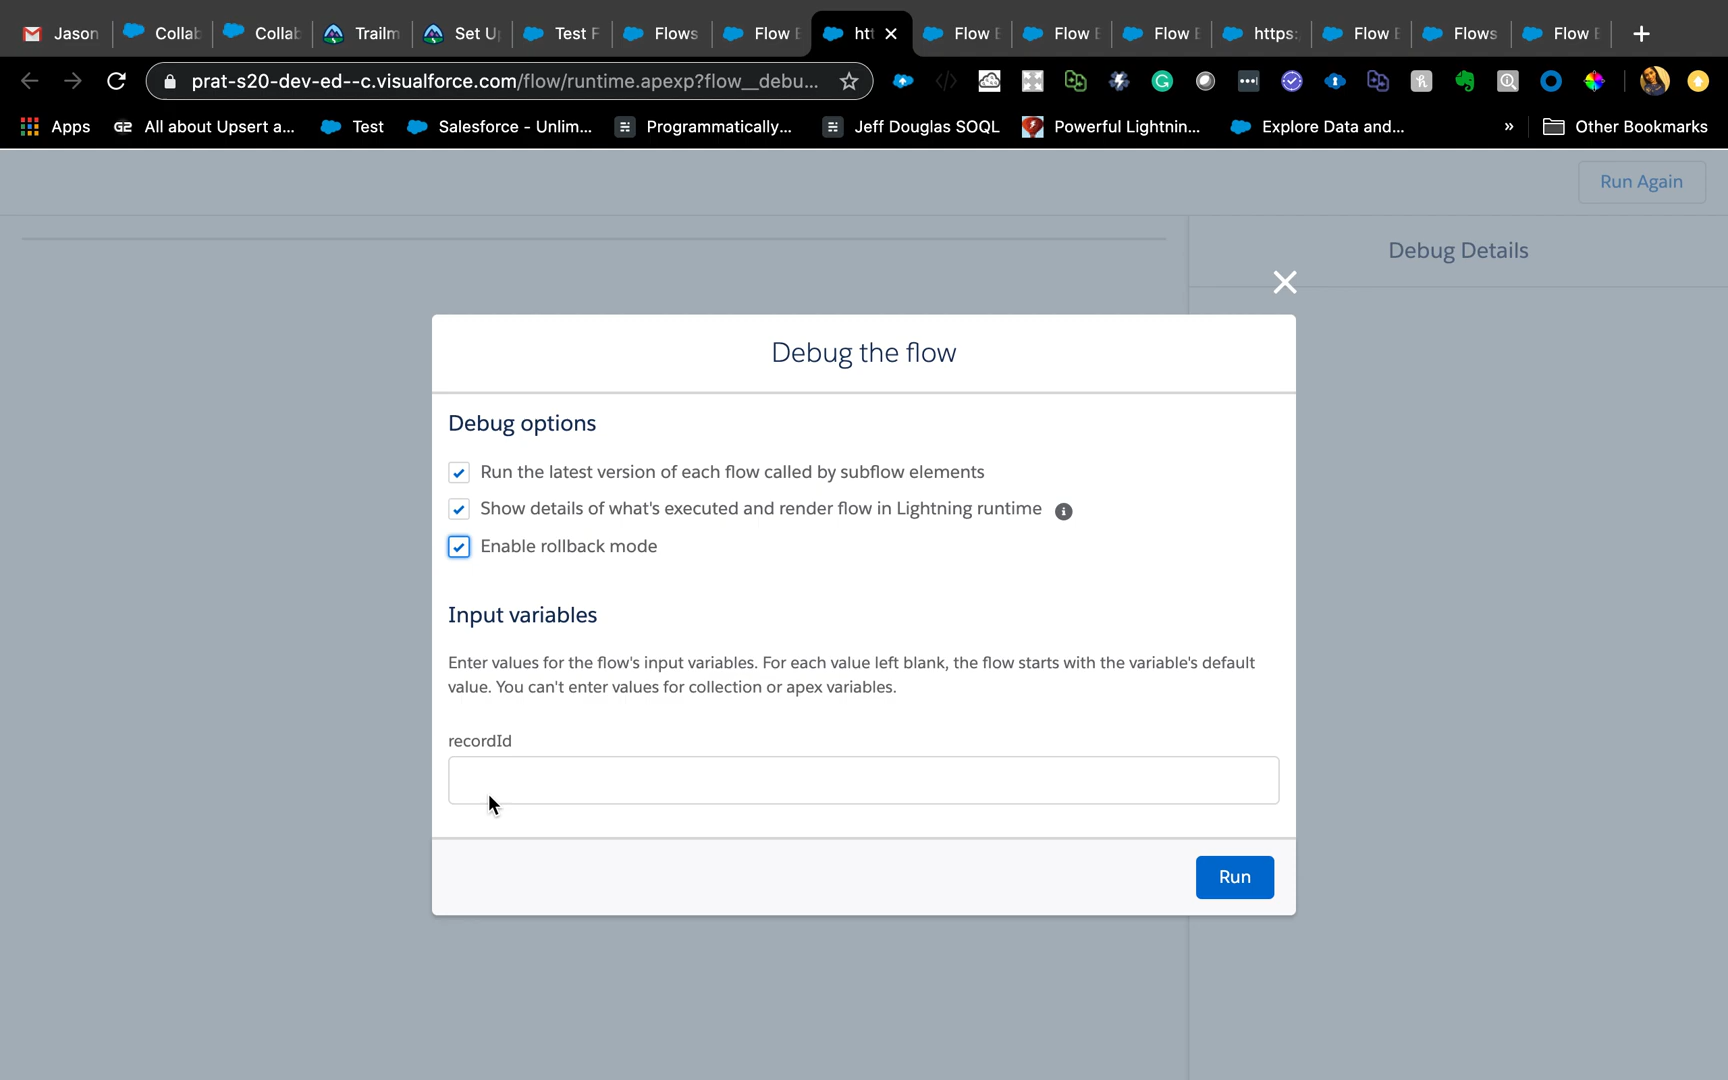 Jason
Collab
Collab
Trailm
Set U
Test F
Flows
Flow E
htt
Flow E
Flow E
Flow E
https:
Flow E
Flows
Flow E
prat-s20-dev-ed--c.visualforce.com/flow/runtime.apexp?flow__debu...
Apps
G2 All about Upsert a...
Test
Salesforce - Unlim...
Programmatically...
Jeff Douglas SOQL
Powerful Lightnin...
Explore Data and...
»
Other Bookmarks
Run Again
Debug Details
Debug the flow
Debug options
Run the latest version of each flow called by subflow elements
Show details of what's executed and render flow in Lightning runtime
Enable rollback mode
Input variables
Enter values for the flow's input variables. For each value left blank, the flow starts with the variable's default
value. You can't enter values for collection or apex variables.
recordId
Run